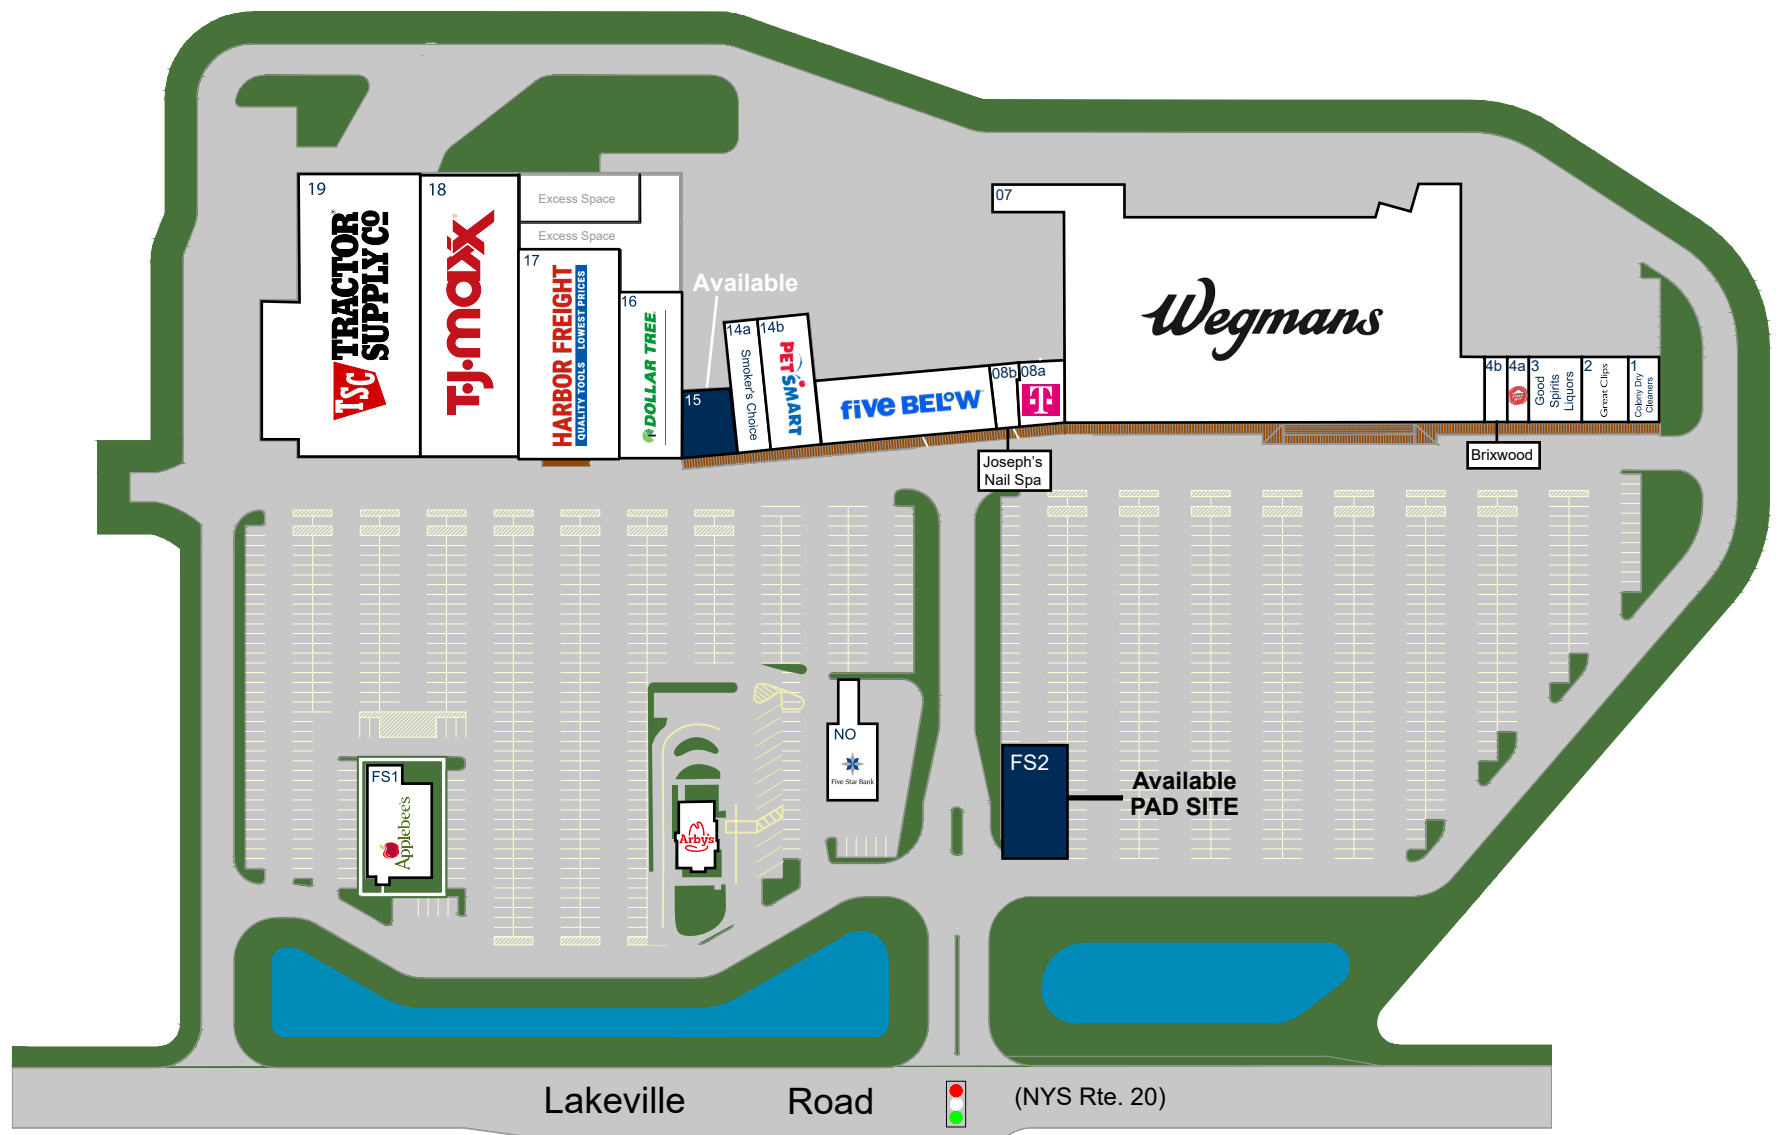 19
TRACTOR
SUPPLY CO
TSC
18
T·J·maxx
Excess Space
Excess Space
17
HARBOR FREIGHT
QUALITY TOOLS LOWEST PRICES
16
DOLLAR TREE
Available
15
14a
Smoker's Choice
14b
PETSMART
five BELOW
08b
08a
T
Joseph's
Nail Spa
07
Wegmans
4b
4a
3
Good
Spirits
Liquors
2
Great Clips
1
Colony Dry
Cleaners
Brixwood
FS1
Applebee's
Arby's
NO
Five Star Bank
FS2
Available
PAD SITE
Lakeville Road
(NYS Rte. 20)